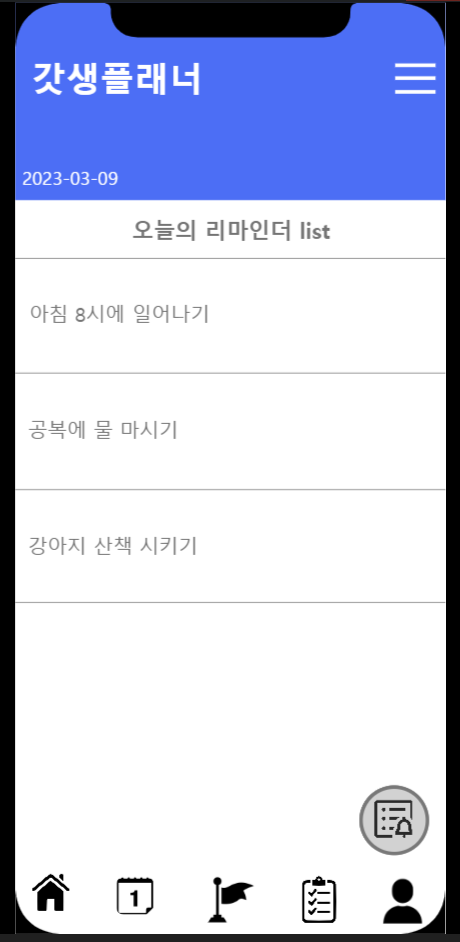 갓생플래너
2023-03-09
오늘의 리마인더 list
아침 8시에 일어나기
공복에 물 마시기
강아지 산책 시키기
1